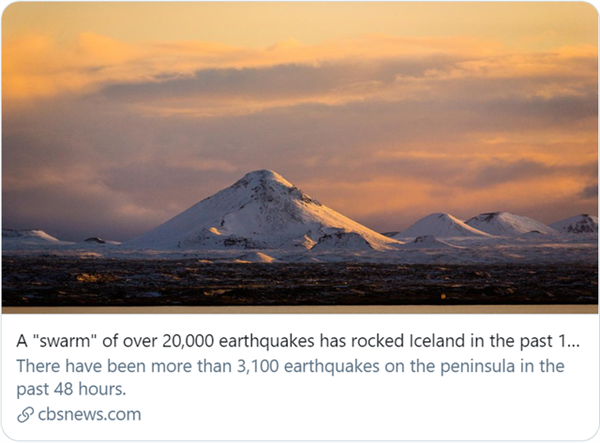 A "swarm" of over 20,000 earthquakes has rocked Iceland in the past 1...
There have been more than 3,100 earthquakes on the peninsula in the
past 48 hours.
cbsnews.com